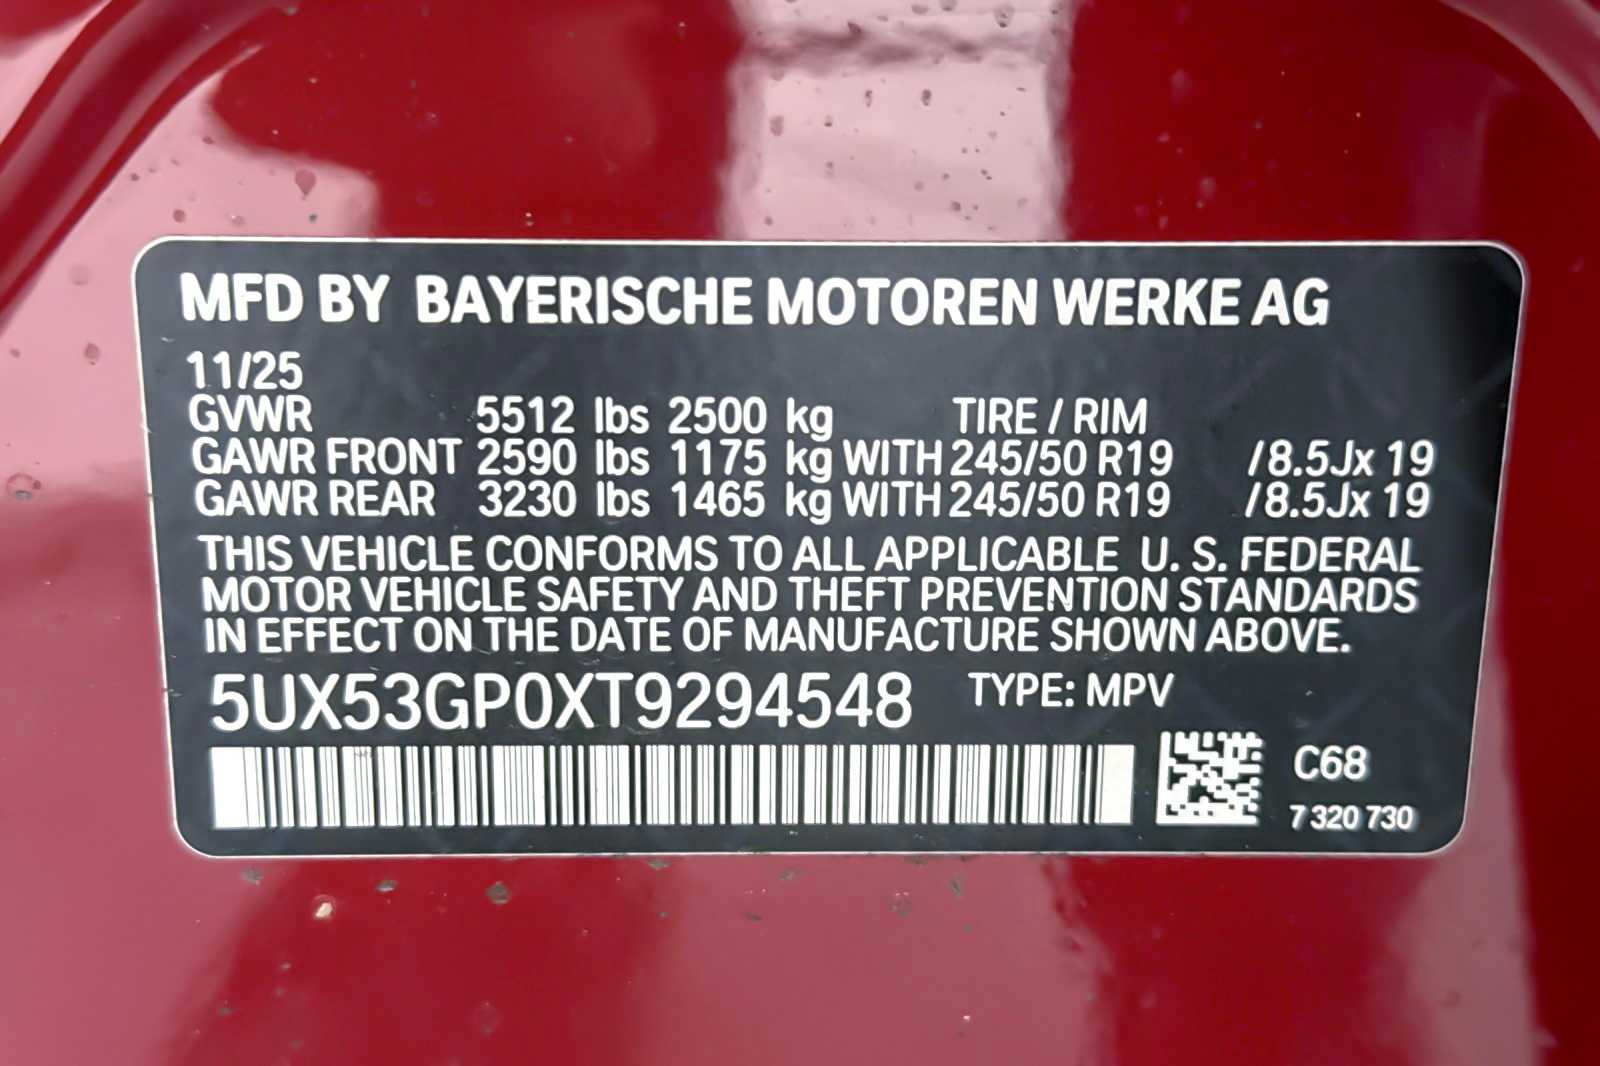 MFD BY BAYERISCHE MOTOREN WERKE AG
11/25
GVWR 5512 lbs 2500 kg TIRE / RIM
GAWR FRONT 2590 lbs 1175 kg WITH 245/50 R19 /8.5Jx 19
GAWR REAR 3230 lbs 1465 kg WITH 245/50 R19 /8.5Jx 19
THIS VEHICLE CONFORMS TO ALL APPLICABLE U. S. FEDERAL
MOTOR VEHICLE SAFETY AND THEFT PREVENTION STANDARDS
IN EFFECT ON THE DATE OF MANUFACTURE SHOWN ABOVE.
5UX53GP0XT9294548 TYPE: MPV
C68
7 320 730